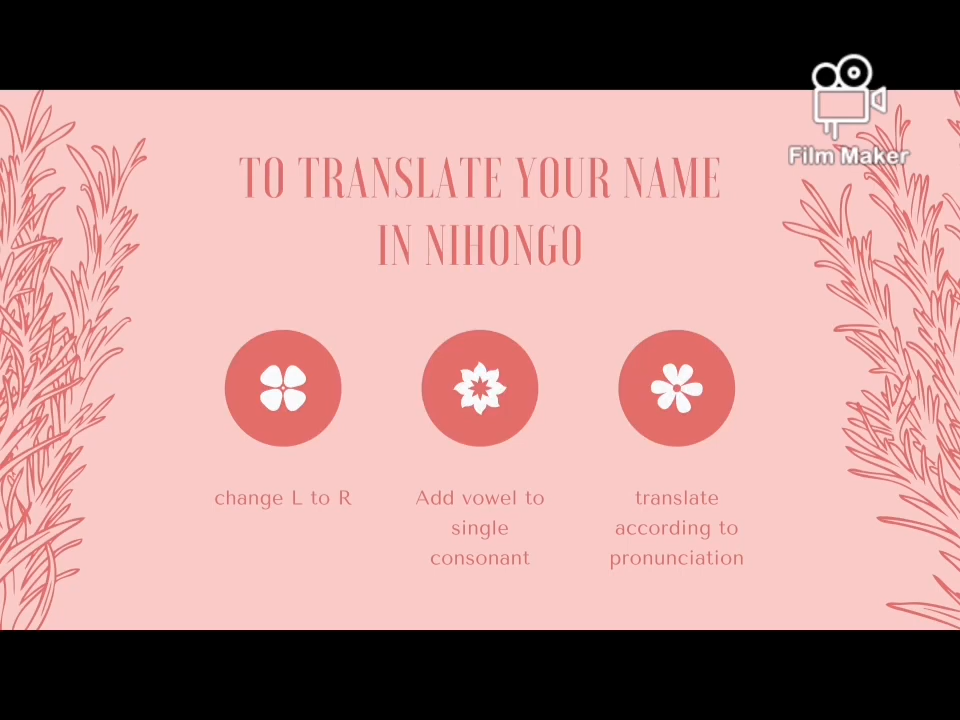 Film Maker
TO TRANSLATE YOUR NAME
IN NIHONGO
change L to R
Add vowel to
single
consonant
translate
according to
pronunciation